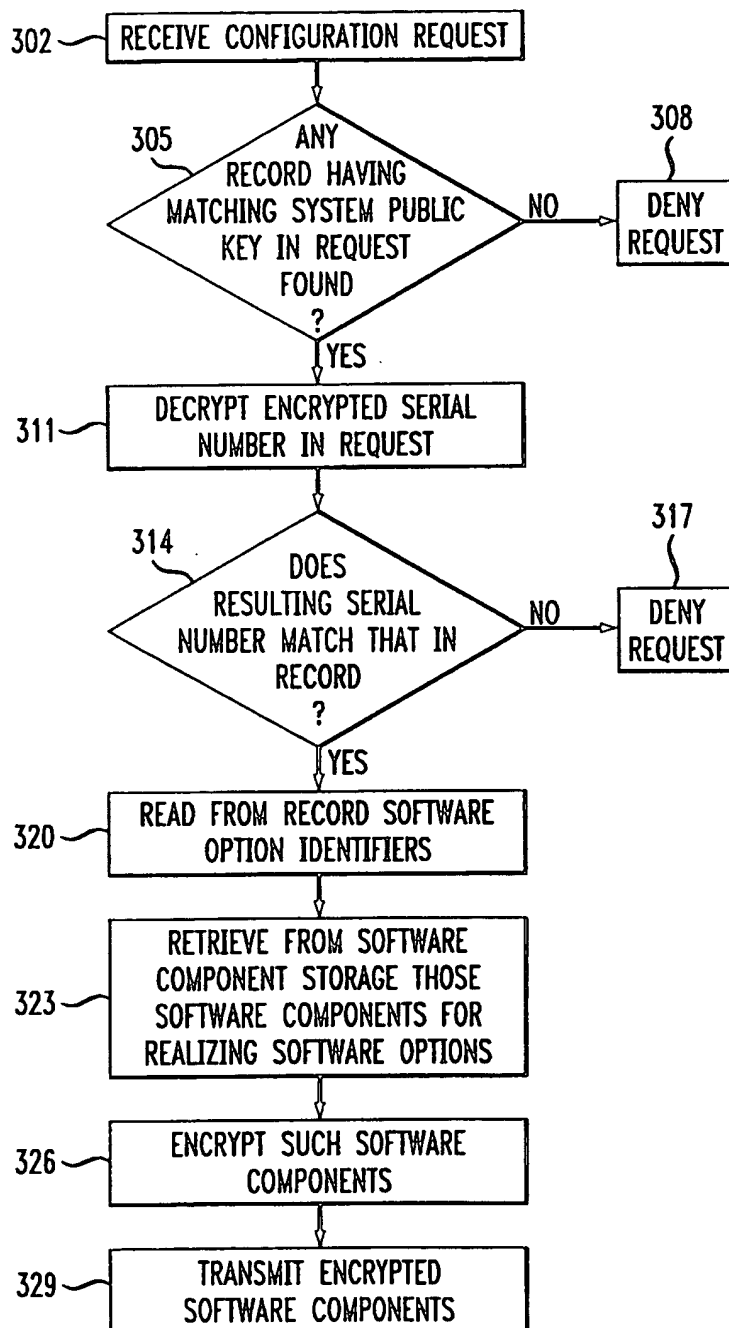 302
RECEIVE CONFIGURATION REQUEST
305
ANY
RECORD HAVING
MATCHING SYSTEM PUBLIC
KEY IN REQUEST
FOUND
?
NO
308
DENY
REQUEST
YES
311
DECRYPT ENCRYPTED SERIAL
NUMBER IN REQUEST
314
DOES
RESULTING SERIAL
NUMBER MATCH THAT IN
RECORD
?
NO
317
DENY
REQUEST
YES
320
READ FROM RECORD SOFTWARE
OPTION IDENTIFIERS
323
RETRIEVE FROM SOFTWARE
COMPONENT STORAGE THOSE
SOFTWARE COMPONENTS FOR
REALIZING SOFTWARE OPTIONS
326
ENCRYPT SUCH SOFTWARE
COMPONENTS
329
TRANSMIT ENCRYPTED
SOFTWARE COMPONENTS